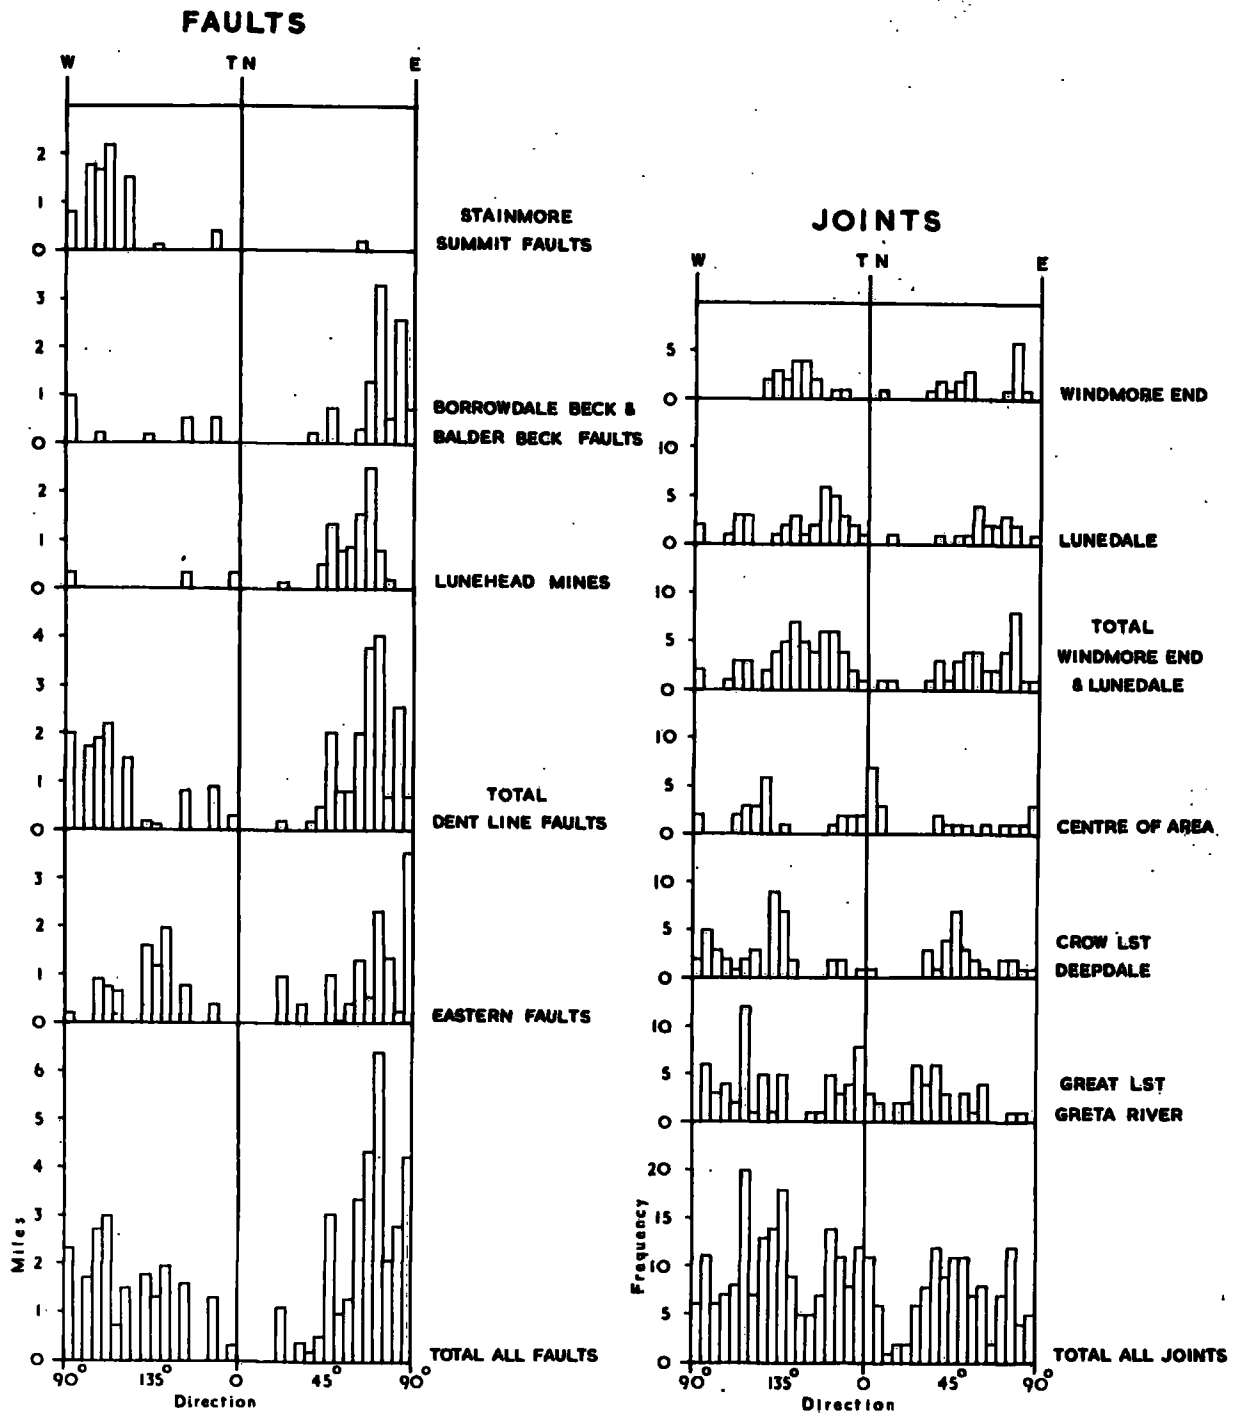 FAULTS
W TN E
2
1
0
STAINMORE
SUMMIT FAULTS
3
2
1
0
BORROWDALE BECK &
BALDER BECK FAULTS
2
1
0
LUNEHEAD MINES
4
3
2
1
0
TOTAL
DENT LINE FAULTS
3
2
1
0
EASTERN FAULTS
6
5
4
3
2
1
0
Miles
TOTAL ALL FAULTS
90° 135° 0 45° 90°
Direction
JOINTS
W TN E
5
0
WINDMORE END
10
5
0
LUNEDALE
10
5
0
TOTAL
WINDMORE END
& LUNEDALE
10
5
0
CENTRE OF AREA
10
5
0
CROW LST
DEEPDALE
10
5
0
GREAT LST
GRETA RIVER
20
15
10
5
0
Frequency
TOTAL ALL JOINTS
90° 135° 0 45° 90°
Direction